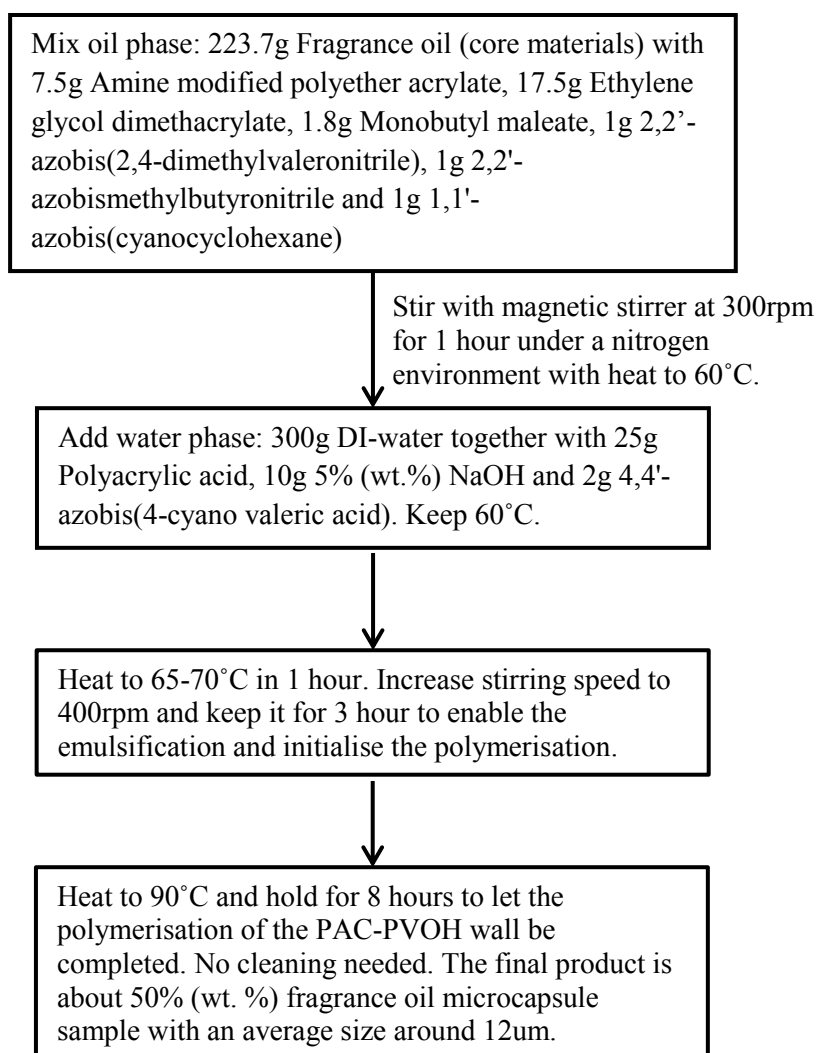 Mix oil phase: 223.7g Fragrance oil (core materials) with
7.5g Amine modified polyether acrylate, 17.5g Ethylene
glycol dimethacrylate, 1.8g Monobutyl maleate, 1g 2,2’-
azobis(2,4-dimethylvaleronitrile), 1g 2,2'-
azobismethylbutyronitrile and 1g 1,1'-
azobis(cyanocyclohexane)
Stir with magnetic stirrer at 300rpm
for 1 hour under a nitrogen
environment with heat to 60˚C.
Add water phase: 300g DI-water together with 25g
Polyacrylic acid, 10g 5% (wt.%) NaOH and 2g 4,4'-
azobis(4-cyano valeric acid). Keep 60˚C.
Heat to 65-70˚C in 1 hour. Increase stirring speed to
400rpm and keep it for 3 hour to enable the
emulsification and initialise the polymerisation.
Heat to 90˚C and hold for 8 hours to let the
polymerisation of the PAC-PVOH wall be
completed. No cleaning needed. The final product is
about 50% (wt. %) fragrance oil microcapsule
sample with an average size around 12um.